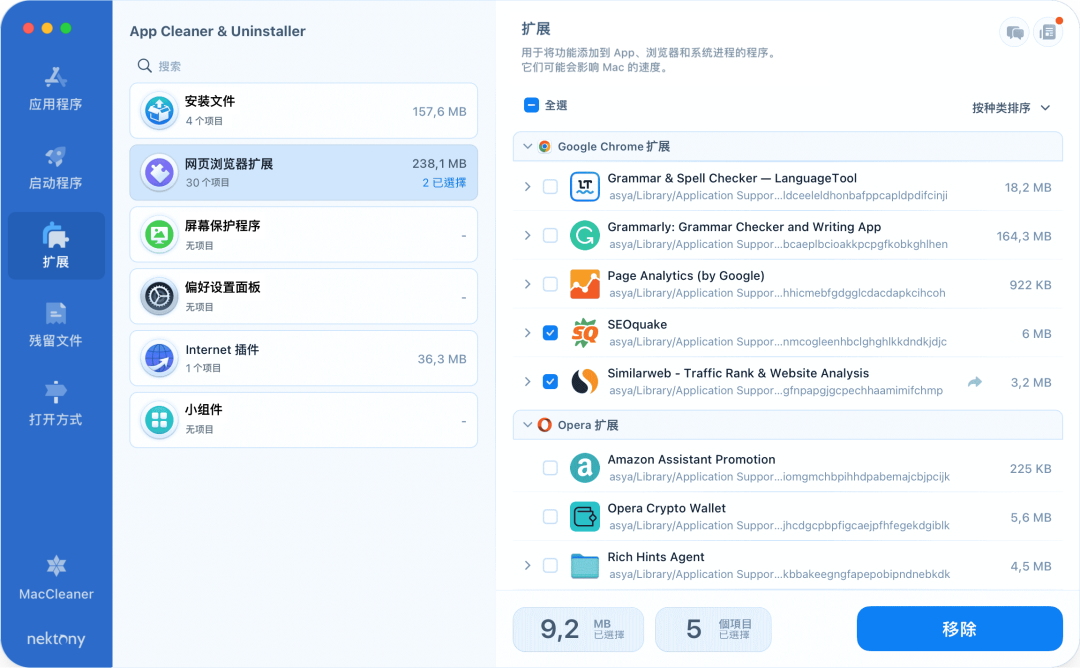 应用程序
启动程序
扩展
残留文件
打开方式
MacCleaner
nektony
App Cleaner & Uninstaller
搜索
安装文件
4 个项目
157,6 MB
网页浏览器扩展
30 个项目
238,1 MB
2 已選擇
屏幕保护程序
无项目
-
偏好设置面板
无项目
-
Internet 插件
1 个项目
36,3 MB
小组件
无项目
-
扩展
用于将功能添加到 App、浏览器和系统进程的程序。
它们可能会影响 Mac 的速度。
全選
按种类排序
Google Chrome 扩展
LT
Grammar & Spell Checker — LanguageTool
asya/Library/Application Suppor...ldceeleldhonbafppcapldpdifcinji
18,2 MB
Grammarly: Grammar Checker and Writing App
asya/Library/Application Suppor...bcaeplbcioakkpcpgfkobkghlhen
164,3 MB
Page Analytics (by Google)
asya/Library/Application Suppor...hhicmebfgdgglcdacdapkcihcoh
922 KB
SQ
SEOquake
asya/Library/Application Suppor...nmcogleenhbclghghlkkdndkjdjc
6 MB
Similarweb - Traffic Rank & Website Analysis
asya/Library/Application Suppor...gfnpapgjgcpechhaamimifchmp
3,2 MB
Opera 扩展
a
Amazon Assistant Promotion
asya/Library/Application Suppor...iomgmchbpihhdpabemajcbjpcijk
225 KB
Opera Crypto Wallet
asya/Library/Application Suppor...jhcdgcpbpfigcaejpfhfegekdgiblk
5,6 MB
Rich Hints Agent
asya/Library/Application Suppor...kbbakeegngfapepobipndnebkdk
4,5 MB
9,2 MB 已選擇
5 個項目 已選擇
移除